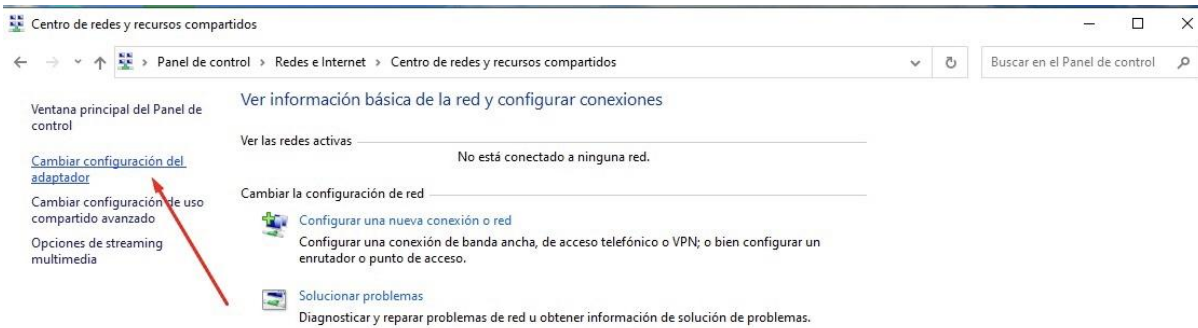 Centro de redes y recursos compartidos
Panel de control > Redes e Internet > Centro de redes y recursos compartidos
Buscar en el Panel de control
Ventana principal del Panel de
control
Cambiar configuración del
adaptador
Cambiar configuración de uso
compartido avanzado
Opciones de streaming
multimedia
Ver información básica de la red y configurar conexiones
Ver las redes activas
No está conectado a ninguna red.
Cambiar la configuración de red
Configurar una nueva conexión o red
Configurar una conexión de banda ancha, de acceso telefónico o VPN; o bien configurar un
enrutador o punto de acceso.
Solucionar problemas
Diagnosticar y reparar problemas de red u obtener información de solución de problemas.